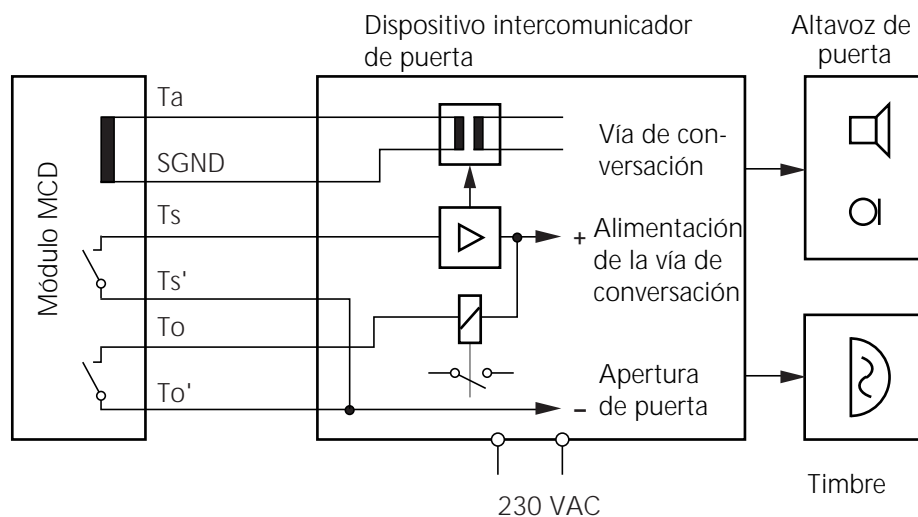 Dispositivo intercomunicador
de puerta
Altavoz de
puerta
Módulo MCD
Ta
SGND
Ts
Ts'
To
To'
Vía de con-
versación
+ Alimentación
de la vía de
conversación
Apertura
– de puerta
230 VAC
Timbre